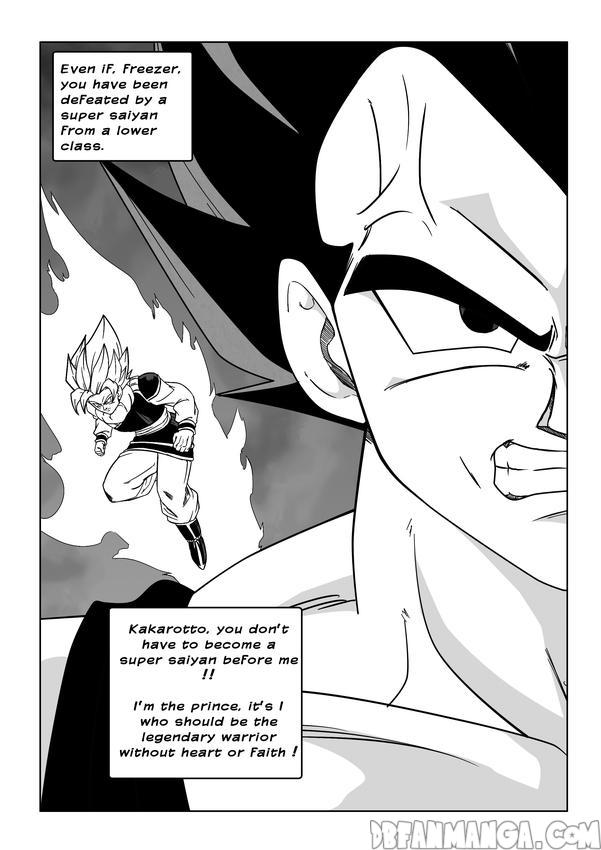 Even if, Freezer,
you have been
defeated by a
super saiyan
From a lower
class.
Kakarotto, you don't
have to become a
super saiyan before me
!!
I'm the prince, it's I
who should be the
legendary warrior
without heart or Faith !
DBFANMANGA.COM